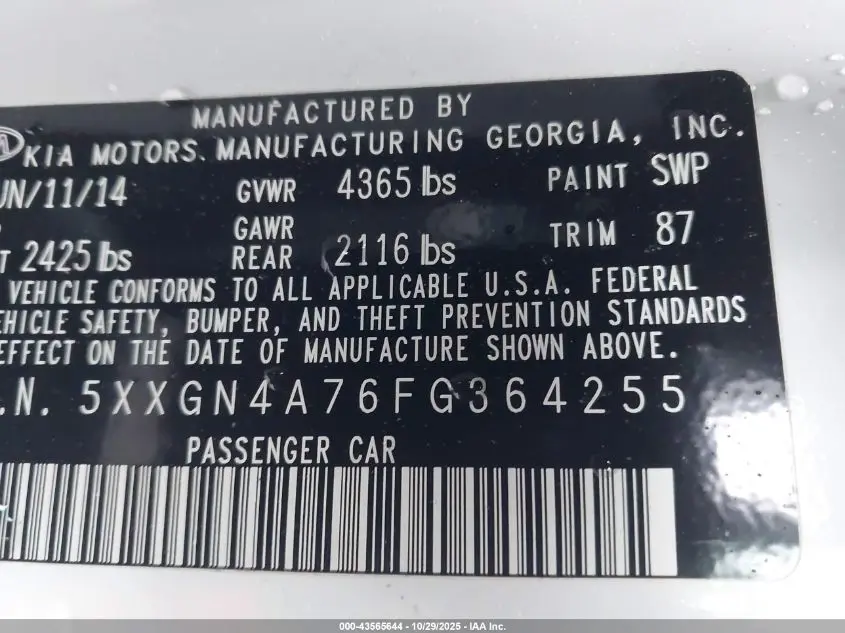 MANUFACTURED BY
KIA MOTORS MANUFACTURING GEORGIA, INC.
UN/11/14 GVWR 4365 lbs PAINT SWP
T 2425 lbs GAWR REAR 2116 lbs TRIM 87
VEHICLE CONFORMS TO ALL APPLICABLE U.S.A. FEDERAL
EHICLE SAFETY, BUMPER, AND THEFT PREVENTION STANDARDS
EFFECT ON THE DATE OF MANUFACTURE SHOWN ABOVE.
.N. 5XXGN4A76FG364255
PASSENGER CAR
000-43565644 | 10/29/2025 - IAA Inc.